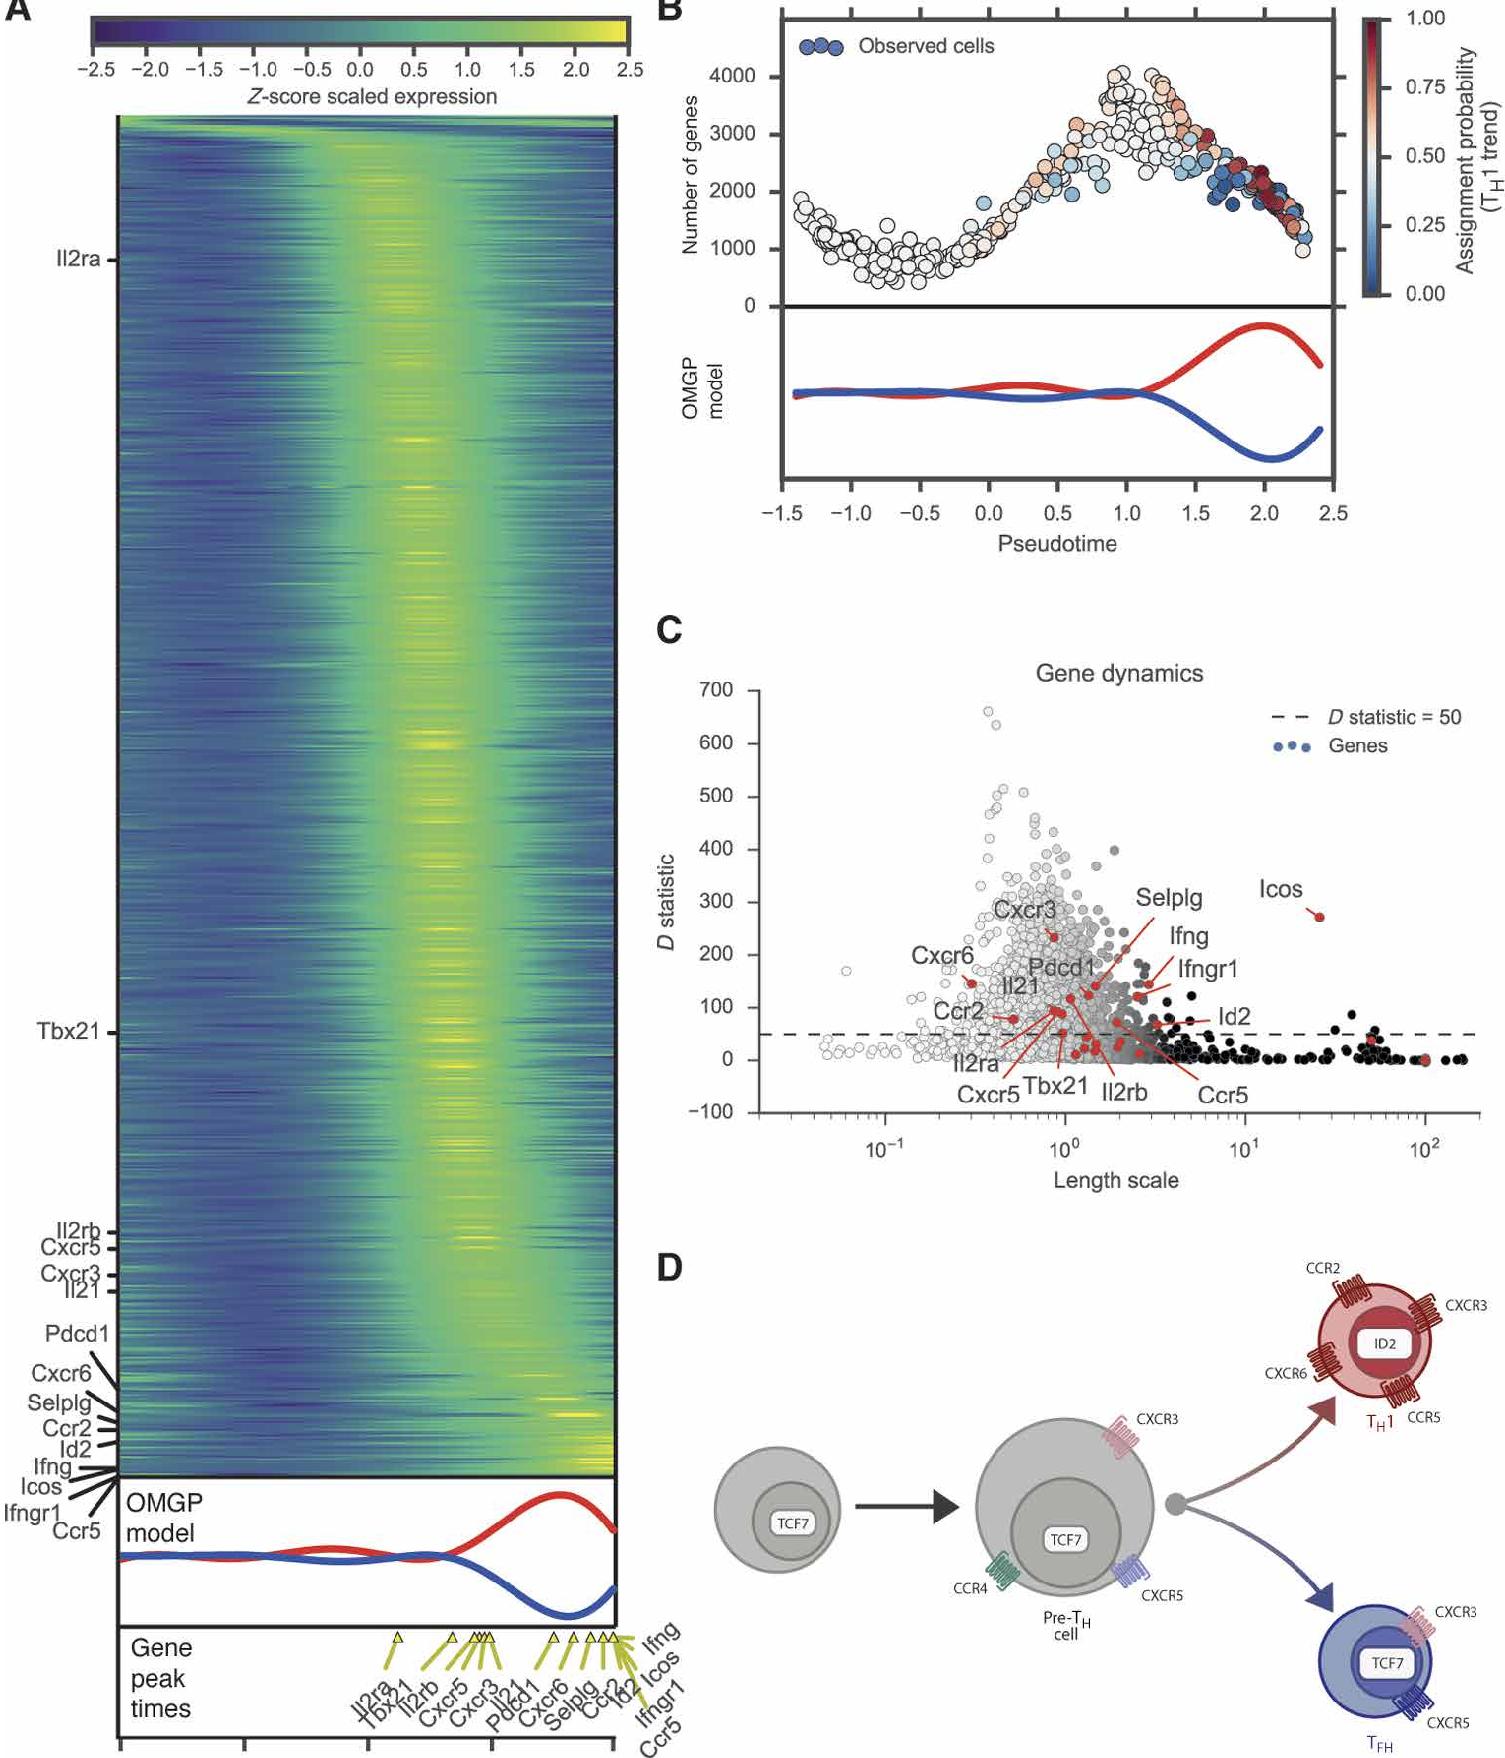 A
−2.5 −2.0 −1.5 −1.0 −0.5 0.0 0.5 1.0 1.5 2.0 2.5
Z-score scaled expression
Il2ra
Tbx21
Il2rb
Cxcr5
Cxcr3
Il21
Pdcd1
Cxcr6
Selplg
Ccr2
Id2
Ifng
Icos
Ifngr1
Ccr5
OMGP
model
Gene
peak
times
Il2ra
Tbx21
Il2rb
Cxcr5
Cxcr3
Il21
Pdcd1
Cxcr6
Selplg
Ccr2
Id2
Icos
Ifng
Ifngr1
Ccr5
B
Observed cells
Number of genes
4000
3000
2000
1000
0
OMGP
model
−1.5 −1.0 −0.5 0.0 0.5 1.0 1.5 2.0 2.5
Pseudotime
1.00
0.75
0.50
0.25
0.00
Assignment probability
(TH1 trend)
C
Gene dynamics
D statistic = 50
Genes
D statistic
700
600
500
400
300
200
100
0
−100
Cxcr3
Selplg
Icos
Ifng
Cxcr6
Pdcd1
Ifngr1
Il21
Ccr2
Id2
Il2ra
Cxcr5
Tbx21
Il2rb
Ccr5
10−1 100 101 102
Length scale
D
TCF7
CXCR3
TCF7
CCR4
CXCR5
Pre-TH
cell
CCR2
CXCR3
ID2
CXCR6
CCR5
TH1
CXCR3
TCF7
CXCR5
TFH